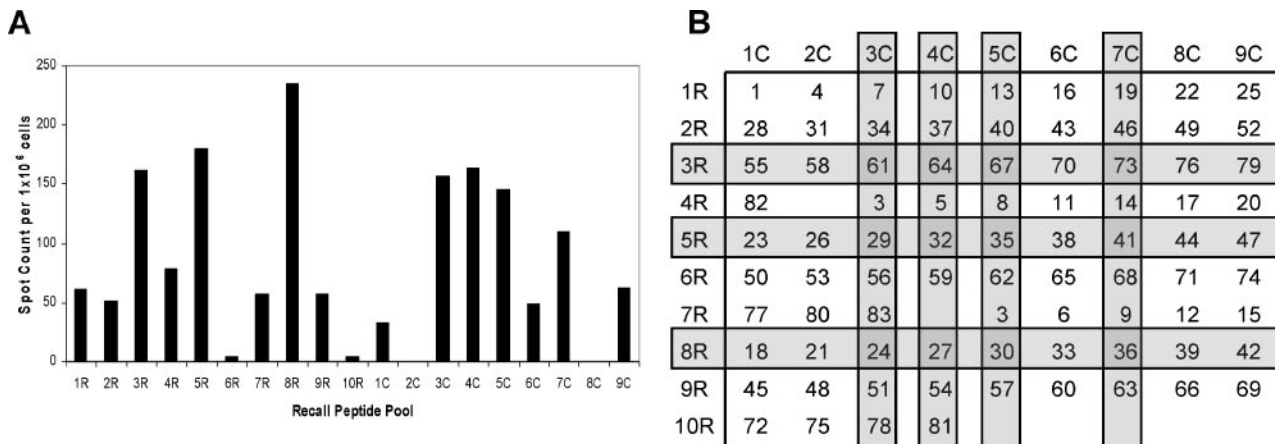 A
250
200
150
100
50
0
Spot Count per 1x10⁶ cells
1R 2R 3R 4R 5R 6R 7R 8R 9R 10R 1C 2C 3C 4C 5C 6C 7C 8C 9C
Recall Peptide Pool
B
1C 2C 3C 4C 5C 6C 7C 8C 9C
1R 1 4 7 10 13 16 19 22 25
2R 28 31 34 37 40 43 46 49 52
3R 55 58 61 64 67 70 73 76 79
4R 82 3 5 8 11 14 17 20
5R 23 26 29 32 35 38 41 44 47
6R 50 53 56 59 62 65 68 71 74
7R 77 80 83 3 6 9 12 15
8R 18 21 24 27 30 33 36 39 42
9R 45 48 51 54 57 60 63 66 69
10R 72 75 78 81